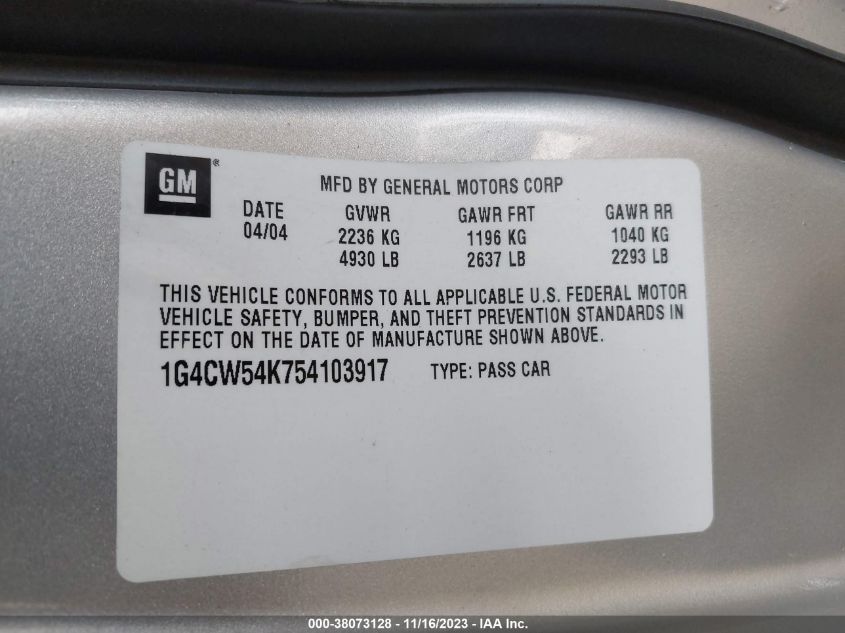 GM®
MFD BY GENERAL MOTORS CORP
DATE GVWR GAWR FRT GAWR RR
04/04 2236 KG 1196 KG 1040 KG
4930 LB 2637 LB 2293 LB
THIS VEHICLE CONFORMS TO ALL APPLICABLE U.S. FEDERAL MOTOR
VEHICLE SAFETY, BUMPER, AND THEFT PREVENTION STANDARDS IN
EFFECT ON THE DATE OF MANUFACTURE SHOWN ABOVE.
1G4CW54K754103917 TYPE: PASS CAR
000-38073128 - 11/16/2023 - IAA Inc.